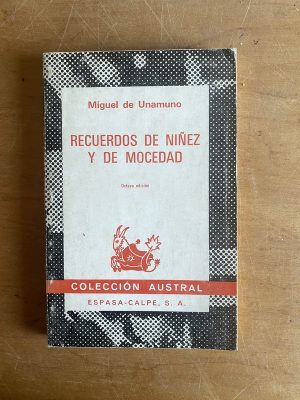 Miguel de Unamuno
RECUERDOS DE NIÑEZ
Y DE MOCEDAD
Octava edición
COLECCIÓN AUSTRAL
ESPASA-CALPE, S. A.